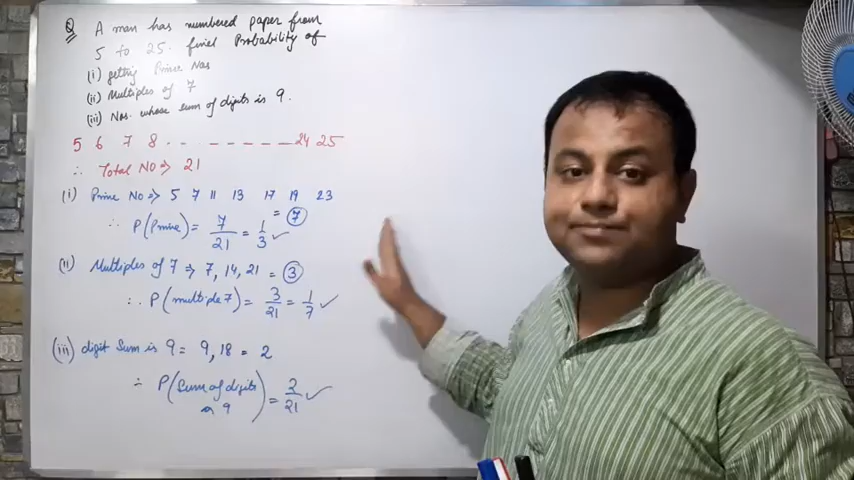 Q A man has numbered paper from
5 to 25. find Probability of
(i) getting Prime Nos
(ii) Multiples of 7
(iii) Nos. whose sum of digits is 9.
5 6 7 8 . . . - - - - - - - 24 25
∴ Total NO ⇒ 21
(i) Prime No ⇒ 5 7 11 13 17 19 23
= 7
∴ P(Prime) = 7/21 = 1/3 ✓
(ii) Multiples of 7 ⇒ 7, 14, 21 = 3
∴ P(multiple 7) = 3/21 = 1/7 ✓
(iii) digit Sum is 9 = 9, 18 = 2
∴ P(Sum of digits is 9) = 2/21 ✓